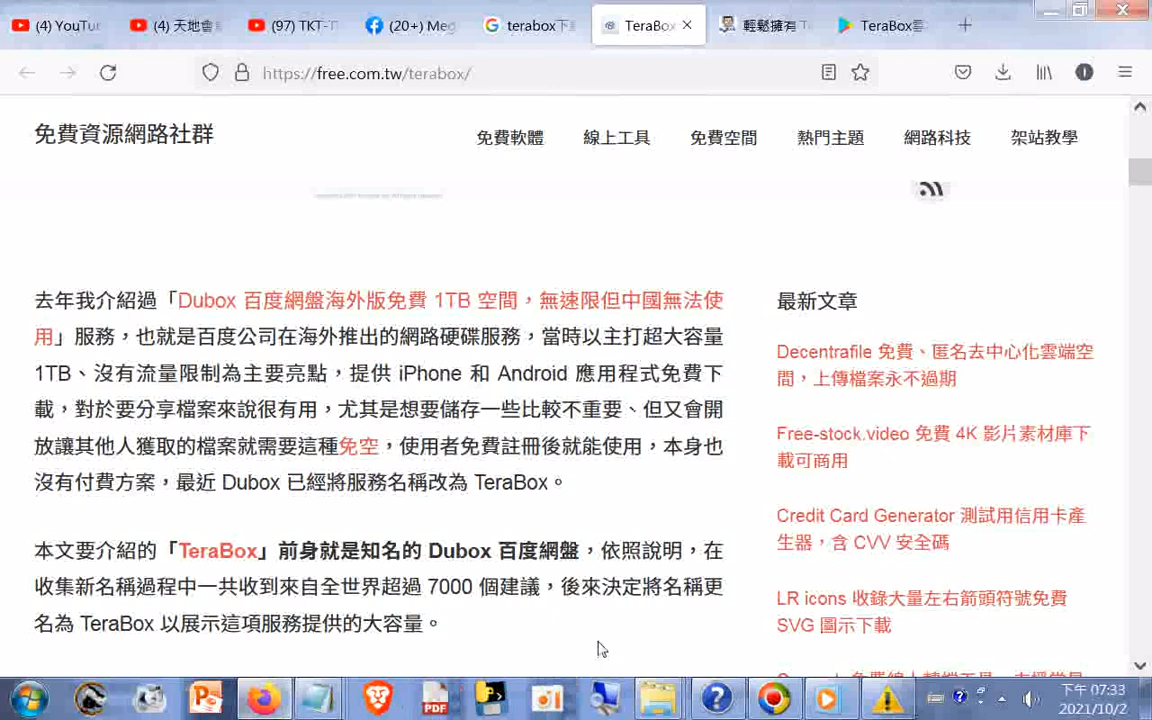 (4) YouTu
(4) 天地會
(97) TKT-T
(20+) Meg
terabox下
TeraBox
輕鬆擁有 T
TeraBox雲
https://free.com.tw/terabox/
免費資源網路社群
免費軟體
線上工具
免費空間
熱門主題
網路科技
架站教學
去年我介紹過「Dubox 百度網盤海外版免費 1TB 空間，無速限但中國無法使
用」服務，也就是百度公司在海外推出的網路硬碟服務，當時以主打超大容量
1TB、沒有流量限制為主要亮點，提供 iPhone 和 Android 應用程式免費下
載，對於要分享檔案來說很有用，尤其是想要儲存一些比較不重要、但又會開
放讓其他人獲取的檔案就需要這種免空，使用者免費註冊後就能使用，本身也
沒有付費方案，最近 Dubox 已經將服務名稱改為 TeraBox。
本文要介紹的「TeraBox」前身就是知名的 Dubox 百度網盤，依照說明，在
收集新名稱過程中一共收到來自全世界超過 7000 個建議，後來決定將名稱更
名為 TeraBox 以展示這項服務提供的大容量。
最新文章
Decentrafile 免費、匿名去中心化雲端空
間，上傳檔案永不過期
Free-stock.video 免費 4K 影片素材庫下
載可商用
Credit Card Generator 測試用信用卡產
生器，含 CVV 安全碼
LR icons 收錄大量左右箭頭符號免費
SVG 圖示下載
PDF
下午 07:33
2021/10/2